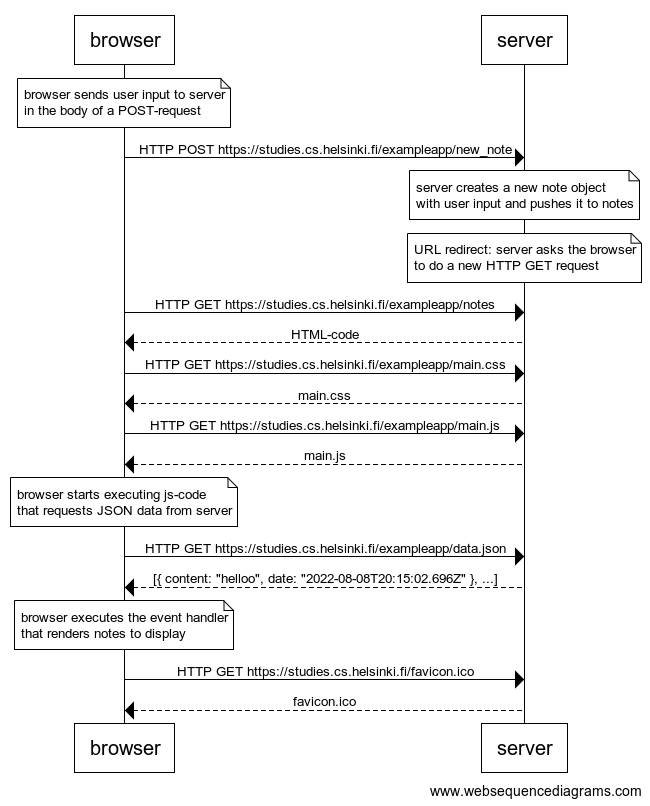 browser
server
browser sends user input to server
in the body of a POST-request
HTTP POST https://studies.cs.helsinki.fi/exampleapp/new_note
server creates a new note object
with user input and pushes it to notes
URL redirect: server asks the browser
to do a new HTTP GET request
HTTP GET https://studies.cs.helsinki.fi/exampleapp/notes
HTML-code
HTTP GET https://studies.cs.helsinki.fi/exampleapp/main.css
main.css
HTTP GET https://studies.cs.helsinki.fi/exampleapp/main.js
main.js
browser starts executing js-code
that requests JSON data from server
HTTP GET https://studies.cs.helsinki.fi/exampleapp/data.json
[{ content: "helloo", date: "2022-08-08T20:15:02.696Z" }, ...]
browser executes the event handler
that renders notes to display
HTTP GET https://studies.cs.helsinki.fi/favicon.ico
favicon.ico
browser
server
www.websequencediagrams.com